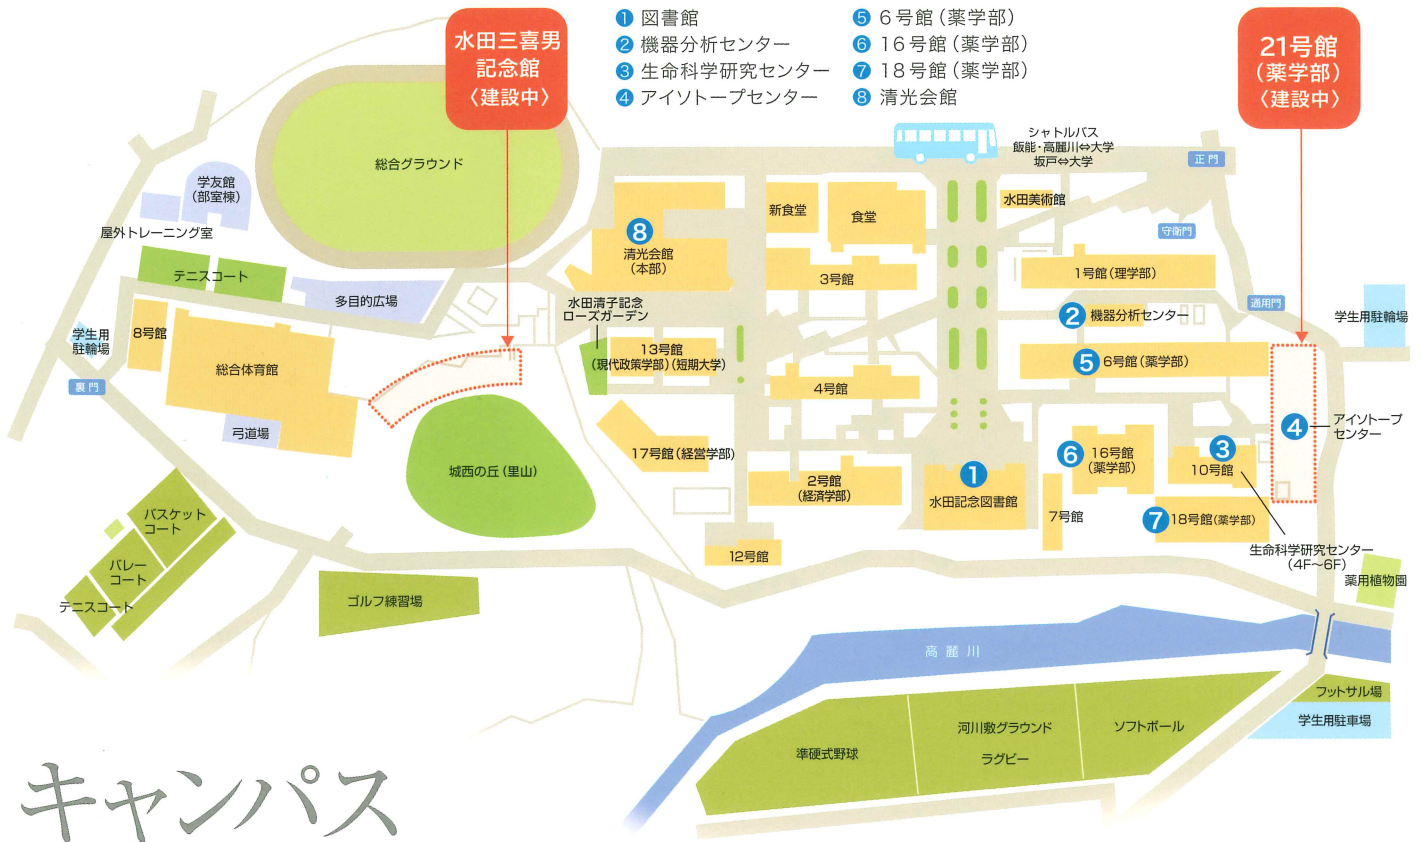 水田三喜男
記念館
〈建設中〉
❶ 図書館
❷ 機器分析センター
❸ 生命科学研究センター
❹ アイソトープセンター
❺ 6号館（薬学部）
❻ 16号館（薬学部）
❼ 18号館（薬学部）
❽ 清光会館
21号館
（薬学部）
〈建設中〉
シャトルバス
飯能・高麗川⇔大学
坂戸⇔大学
正門
総合グラウンド
学友館
（部室棟）
屋外トレーニング室
テニスコート
多目的広場
8
清光会館
（本部）
新食堂
食堂
水田美術館
守衛門
3号館
1号館（理学部）
水田清子記念
ローズガーデン
通用門
学生用駐輪場
2
機器分析センター
学生用
駐輪場
8号館
総合体育館
裏門
弓道場
13号館
（現代政策学部）（短期大学）
4号館
5
6号館（薬学部）
4
アイソトープ
センター
城西の丘（里山）
17号館（経営学部）
2号館
（経済学部）
1
水田記念図書館
6
16号館
（薬学部）
3
10号館
7号館
7
18号館（薬学部）
生命科学研究センター
（4F〜6F）
12号館
薬用植物園
バスケット
コート
バレー
コート
テニスコート
ゴルフ練習場
高麗川
フットサル場
学生用駐車場
準硬式野球
河川敷グラウンド
ラグビー
ソフトボール
キャンパス